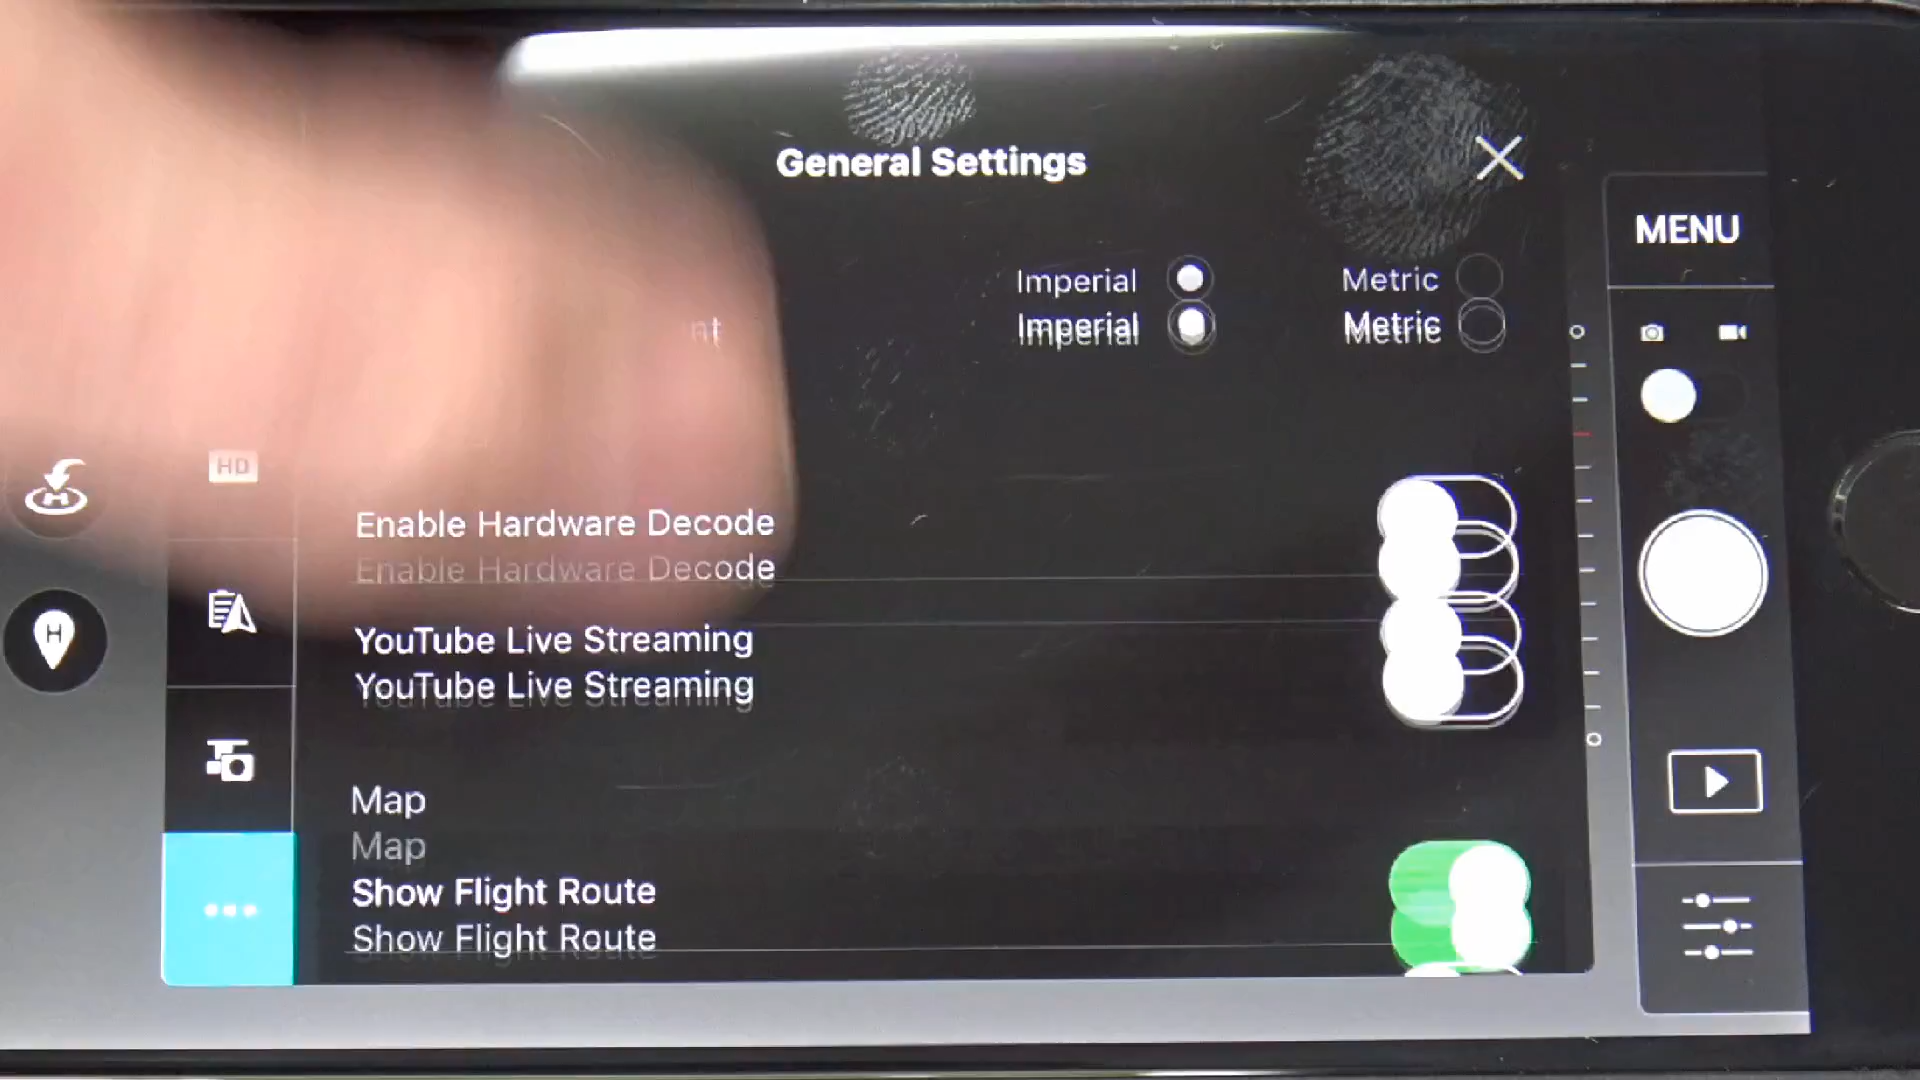 General Settings
MENU
Imperial Metric
Imperial Metric
HD
Enable Hardware Decode
Enable Hardware Decode
H
YouTube Live Streaming
YouTube Live Streaming
Map
Map
Show Flight Route
Show Flight Route